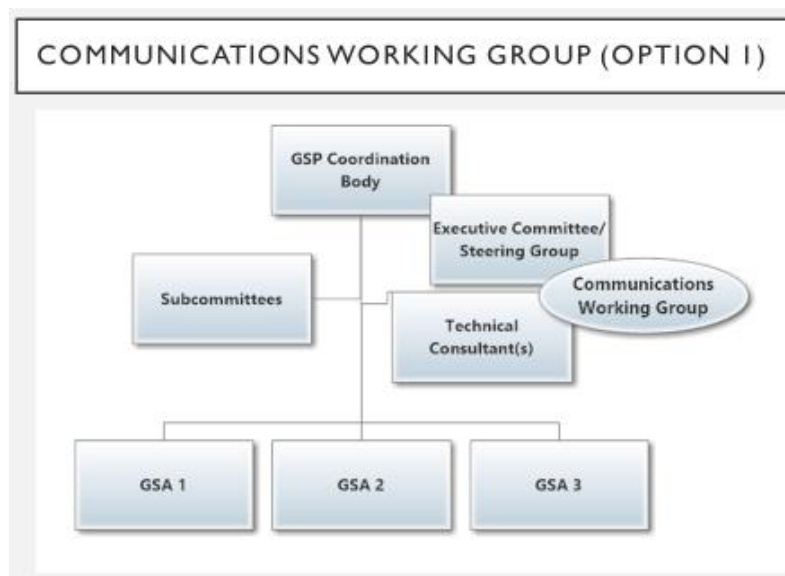 COMMUNICATIONS WORKING GROUP (OPTION 1)
GSP Coordination
Body
Executive Committee/
Steering Group
Subcommittees
Communications
Working Group
Technical
Consultant(s)
GSA 1
GSA 2
GSA 3